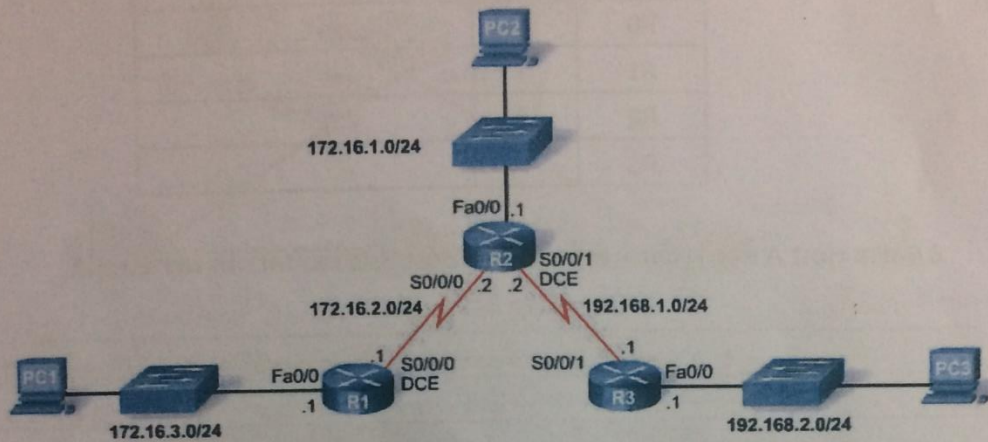 PC2
172.16.1.0/24
Fa0/0
.1
R2
S0/0/0
S0/0/1
DCE
.2
.2
172.16.2.0/24
192.168.1.0/24
.1
S0/0/0
DCE
S0/0/1
.1
PC1
Fa0/0
.1
R1
R3
Fa0/0
.1
PC3
172.16.3.0/24
192.168.2.0/24